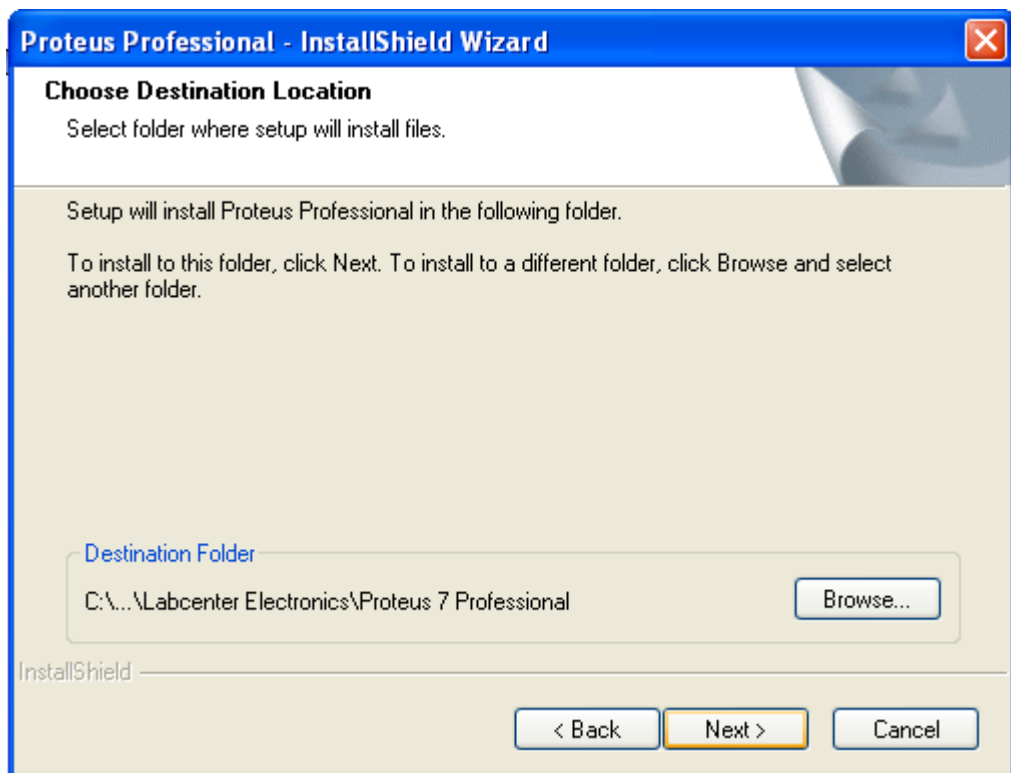 Proteus Professional - InstallShield Wizard
Choose Destination Location
Select folder where setup will install files.
Setup will install Proteus Professional in the following folder.
To install to this folder, click Next. To install to a different folder, click Browse and select
another folder.
Destination Folder
C:\...\Labcenter Electronics\Proteus 7 Professional
Browse...
InstallShield
< Back
Next >
Cancel